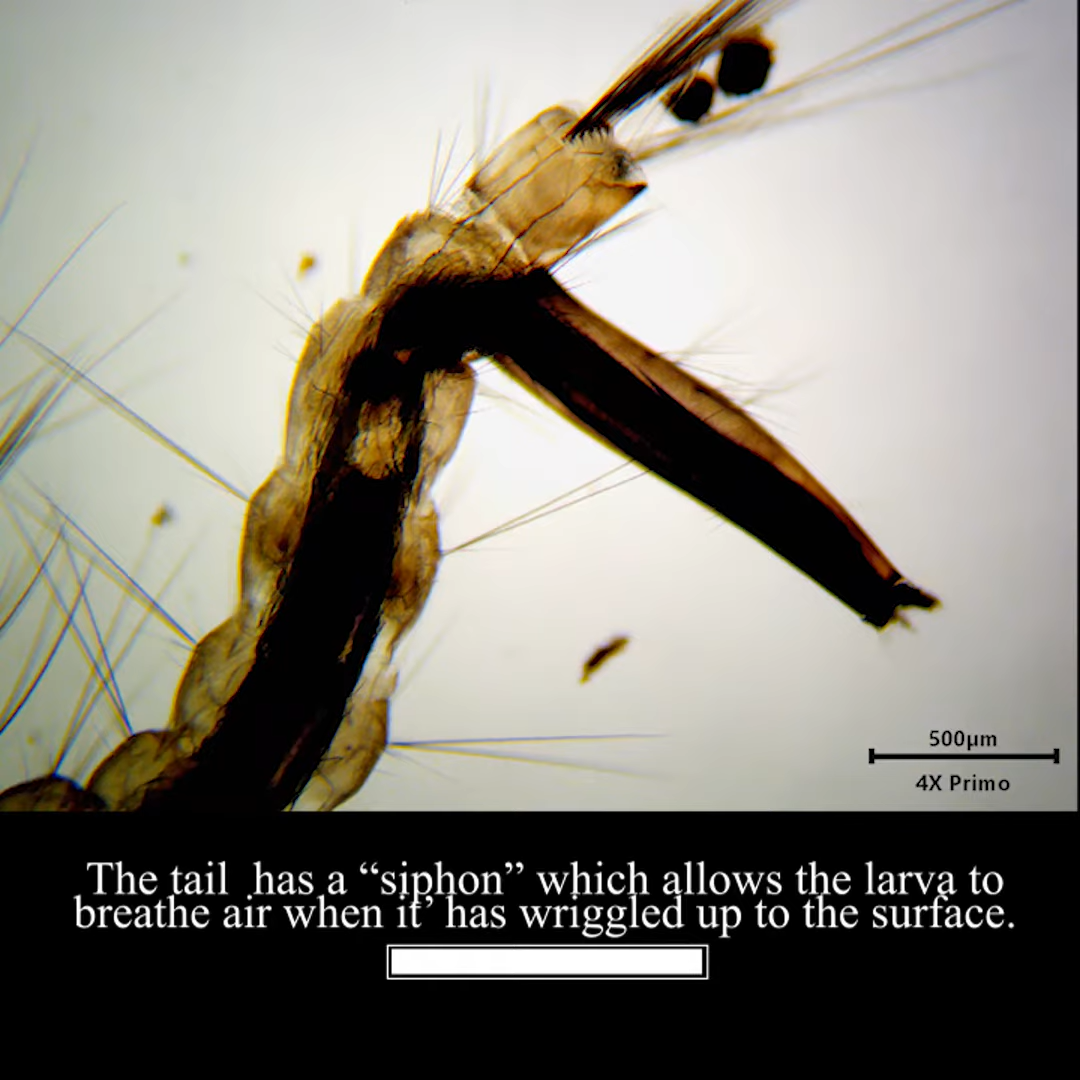 500µm
4X Primo
The tail  has a “siphon” which allows the larva to
breathe air when it’ has wriggled up to the surface.